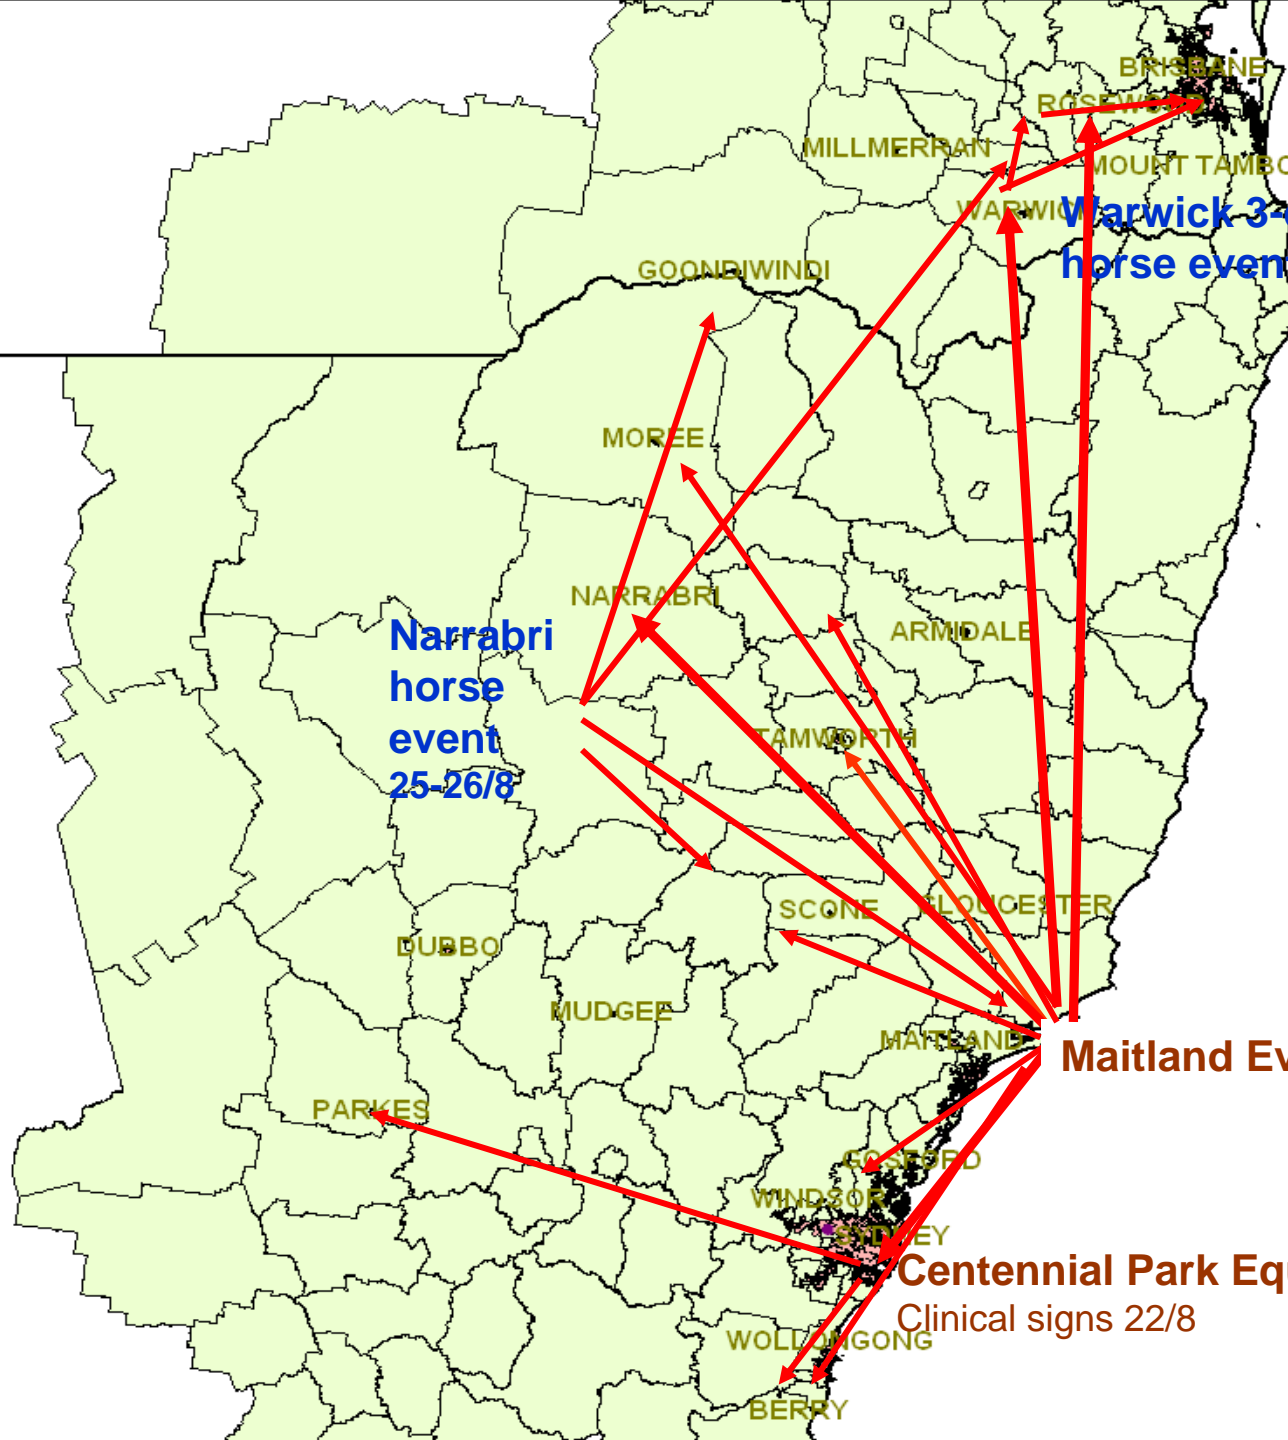 BRISBANE
ROSEWOOD
MILLMERRAN
MOUNT TAMBO
WARWICK
Warwick 3-
horse even
GOONDIWINDI
MOREE
NARRABRI
Narrabri
horse
event
25-26/8
ARMIDALE
TAMWORTH
SCONE
GLOUCESTER
DUBBO
MUDGEE
MAITLAND
Maitland Ev
PARKES
GOSFORD
WINDSOR
SYDNEY
Centennial Park Equ
Clinical signs 22/8
WOLLONGONG
BERRY